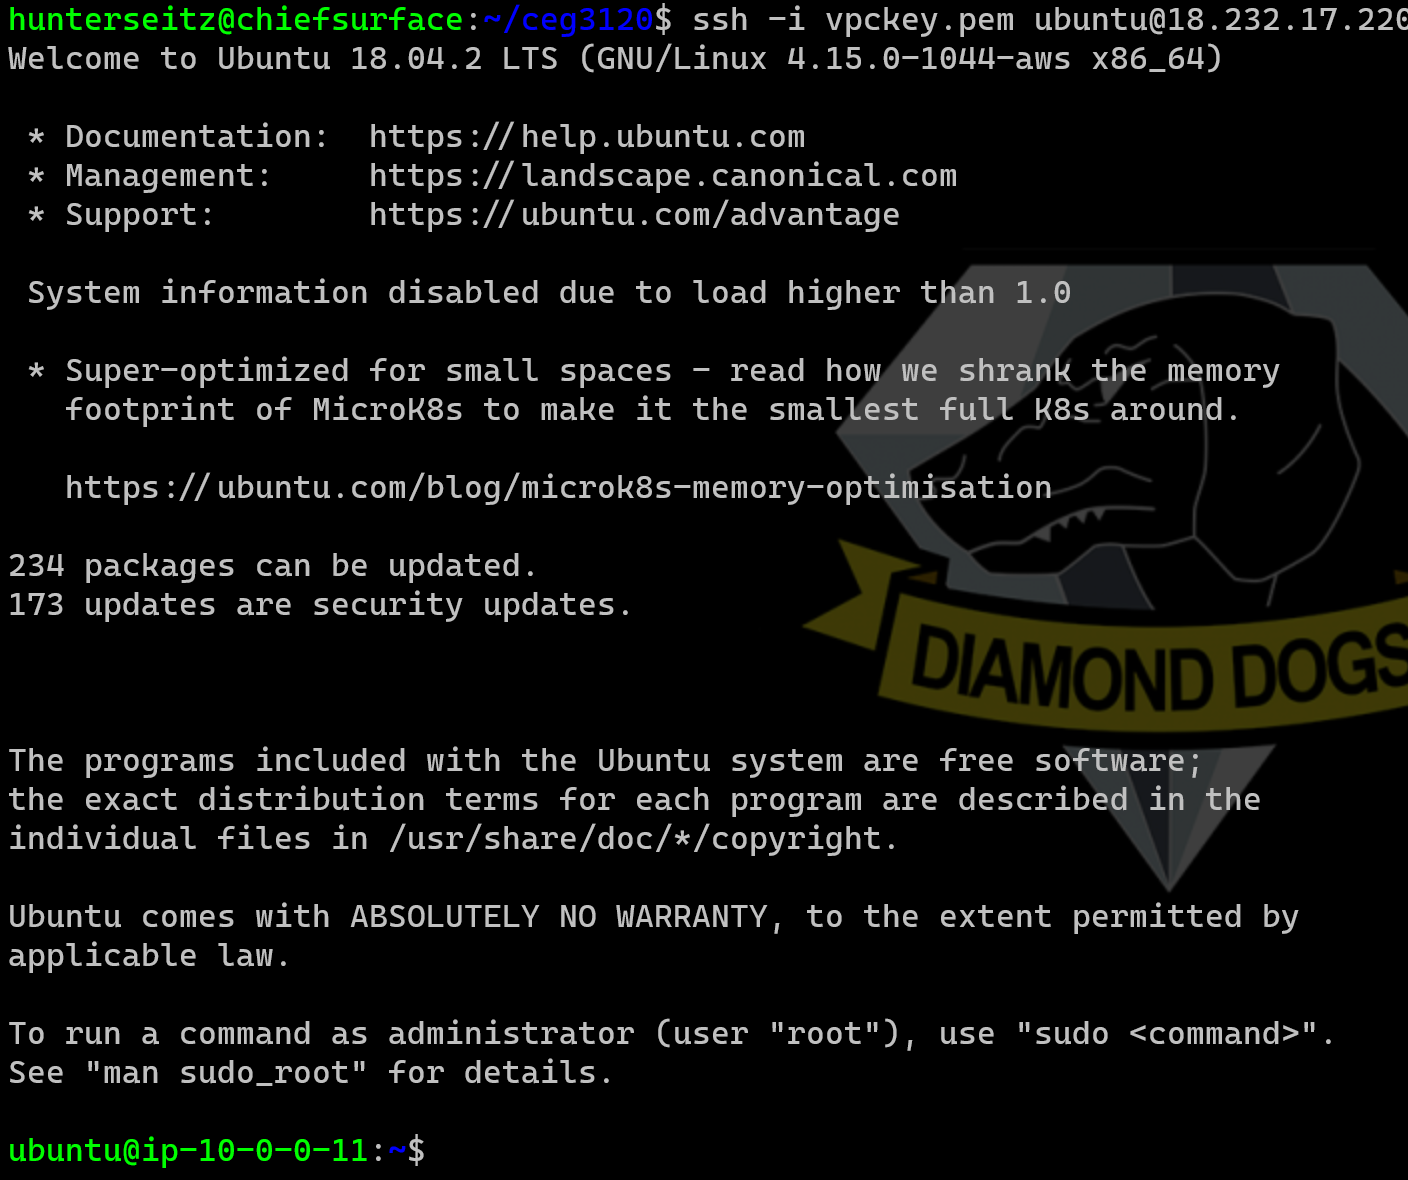 hunterseitz@chiefsurface:~/ceg3120$ ssh -i vpckey.pem ubuntu@18.232.17.220
Welcome to Ubuntu 18.04.2 LTS (GNU/Linux 4.15.0-1044-aws x86_64)
* Documentation:  https://help.ubuntu.com
* Management:     https://landscape.canonical.com
* Support:        https://ubuntu.com/advantage
System information disabled due to load higher than 1.0
* Super-optimized for small spaces - read how we shrank the memory
footprint of MicroK8s to make it the smallest full K8s around.
https://ubuntu.com/blog/microk8s-memory-optimisation
234 packages can be updated.
173 updates are security updates.
DIAMOND DOGS
The programs included with the Ubuntu system are free software;
the exact distribution terms for each program are described in the
individual files in /usr/share/doc/*/copyright.
Ubuntu comes with ABSOLUTELY NO WARRANTY, to the extent permitted by
applicable law.
To run a command as administrator (user "root"), use "sudo <command>".
See "man sudo_root" for details.
ubuntu@ip-10-0-0-11:~$